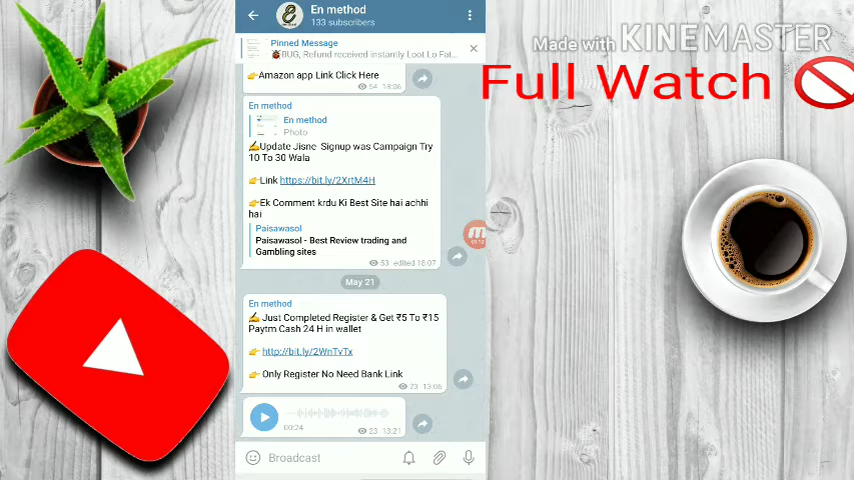 En method
133 subscribers
Pinned Message
🐞BUG, Refund received instantly Loot Lo Fat...
👉Amazon app Link Click Here
54 18:06
En method
En method
Photo
✍Update Jisne Signup was Campaign Try
10 To 30 Wala
👉Link https://bit.ly/2XrtM4H
👉Ek Comment krdu Ki Best Site hai achhi
hai
Paisawasol
Paisawasol - Best Review trading and
Gambling sites
53 edited 18:07
May 21
En method
✍Just Completed Register & Get ₹5 To ₹15
Paytm Cash 24 H in wallet
👉 http://bit.ly/2WnTvTx
👉 Only Register No Need Bank Link
23 13:06
00:24
23 13:21
Broadcast
Made with KINEMASTER
Full Watch 🚫